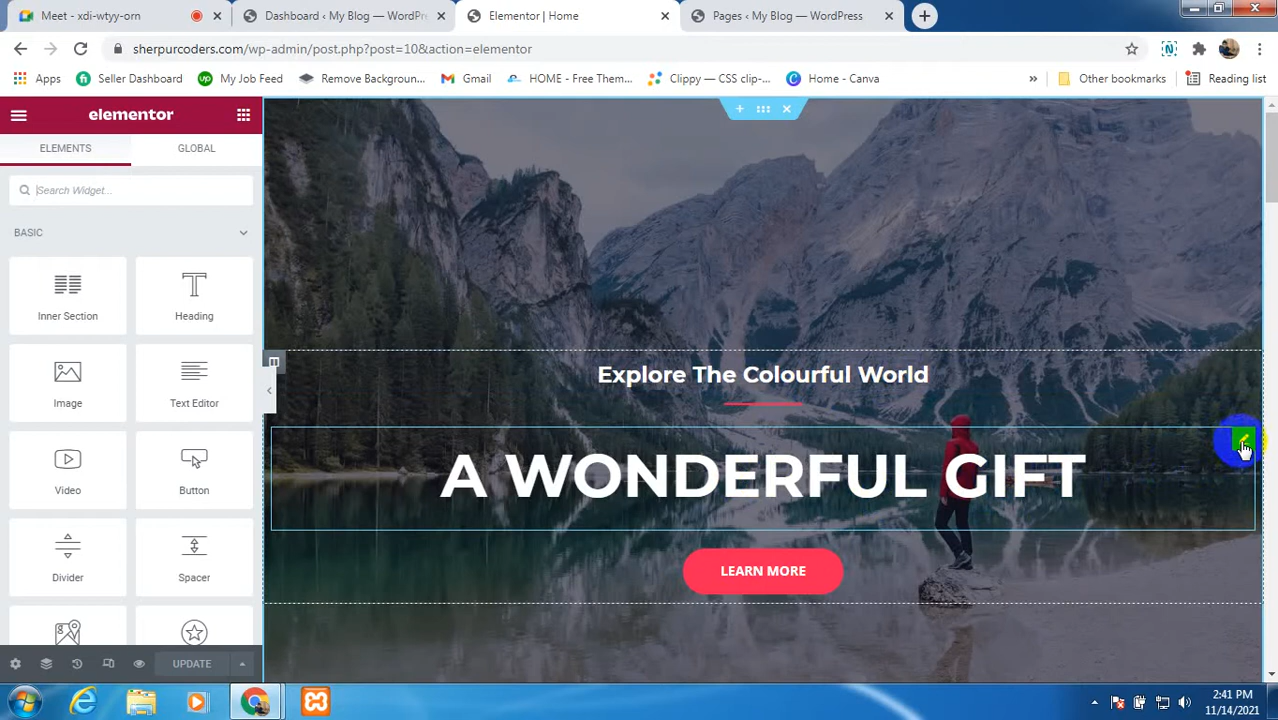 Meet - xdi-wtyy-orn
Dashboard ‹ My Blog — WordPre
Elementor | Home
Pages ‹ My Blog — WordPress
sherpurcoders.com/wp-admin/post.php?post=10&action=elementor
Apps
Seller Dashboard
My Job Feed
Remove Backgroun...
Gmail
HOME - Free Them...
Clippy — CSS clip-...
Home - Canva
»
Other bookmarks
Reading list
elementor
ELEMENTS
GLOBAL
Search Widget...
BASIC
Inner Section
Heading
Image
Text Editor
Video
Button
Divider
Spacer
UPDATE
Explore The Colourful World
A WONDERFUL GIFT
LEARN MORE
2:41 PM
11/14/2021